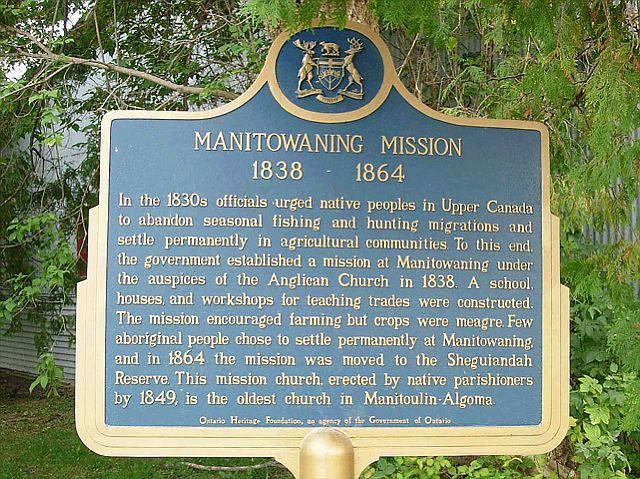 MANITOWANING MISSION
1838 - 1864
In the 1830s officials urged native peoples in Upper Canada
to abandon seasonal fishing and hunting migrations and
settle permanently in agricultural communities. To this end,
the government established a mission at Manitowaning under
the auspices of the Anglican Church in 1838. A school,
houses, and workshops for teaching trades were constructed.
The mission encouraged farming but crops were meagre. Few
aboriginal people chose to settle permanently at Manitowaning,
and in 1864 the mission was moved to the Sheguiandah
Reserve. This mission church, erected by native parishioners
by 1849, is the oldest church in Manitoulin-Algoma.
Ontario Heritage Foundation, an agency of the Government of Ontario